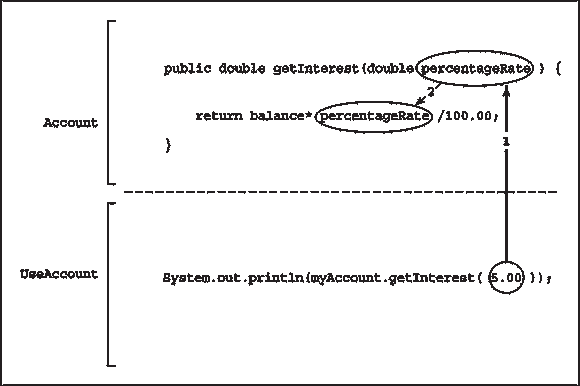 public double getInterest(double percentageRate ) {
2
return balance* percentageRate /100.00;
Account
1
}
UseAccount
System.out.println(myAccount.getInterest( 5.00 ));